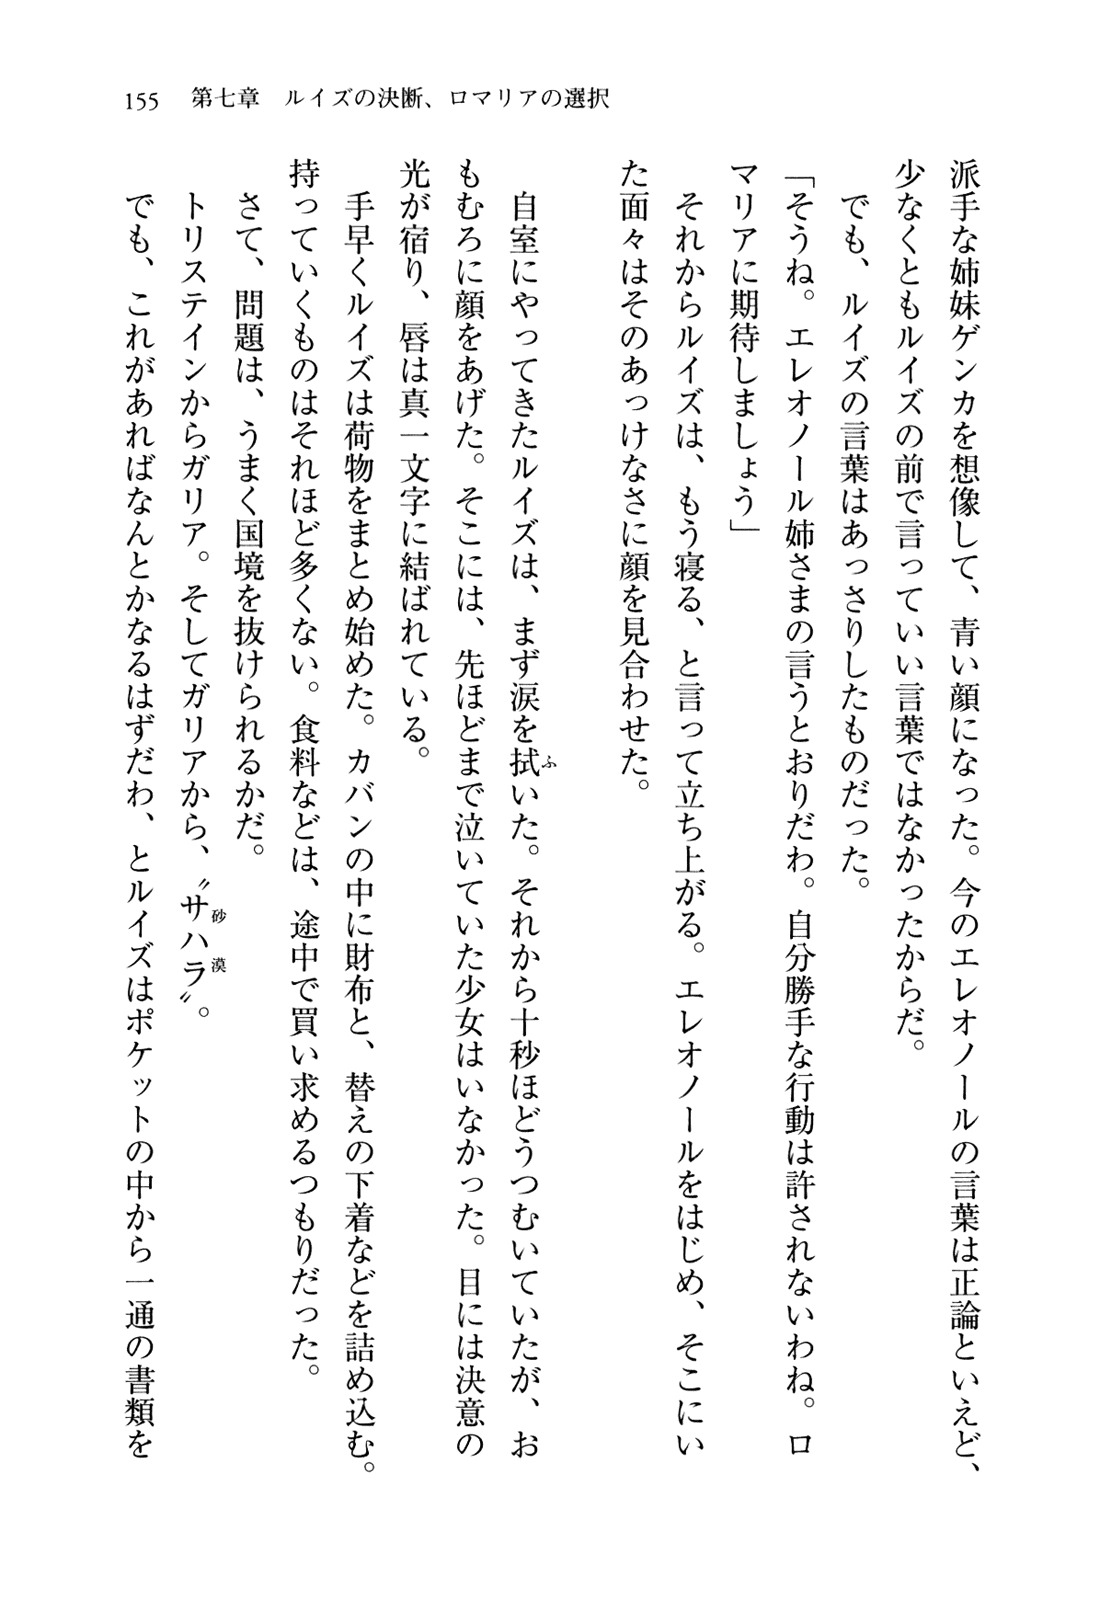 155 第七章 ルイズの決断、ロマリアの選択
派手な姉妹ゲンカを想像して、青い顔になった。今のエレオノールの言葉は正論といえど、
少なくともルイズの前で言っていい言葉ではなかったからだ。
でも、ルイズの言葉はあっさりしたものだった。
「そうね。エレオノール姉さまの言うとおりだわ。自分勝手な行動は許されないわね。ロ
マリアに期待しましょう」
それからルイズは、もう寝る、と言って立ち上がる。エレオノールをはじめ、そこにい
た面々はそのあっけなさに顔を見合わせた。
自室にやってきたルイズは、まず涙を拭いた。それから十秒ほどうつむいていたが、お
もむろに顔をあげた。そこには、先ほどまで泣いていた少女はいなかった。目には決意の
光が宿り、唇は真一文字に結ばれている。
手早くルイズは荷物をまとめ始めた。カバンの中に財布と、替えの下着などを詰め込む。
持っていくものはそれほど多くない。食料などは、途中で買い求めるつもりだった。
さて、問題は、うまく国境を抜けられるかだ。
トリステインからガリア。そしてガリアから、〝サハラ〟。
でも、これがあればなんとかなるはずだわ、とルイズはポケットの中から一通の書類を
ふ
砂漠